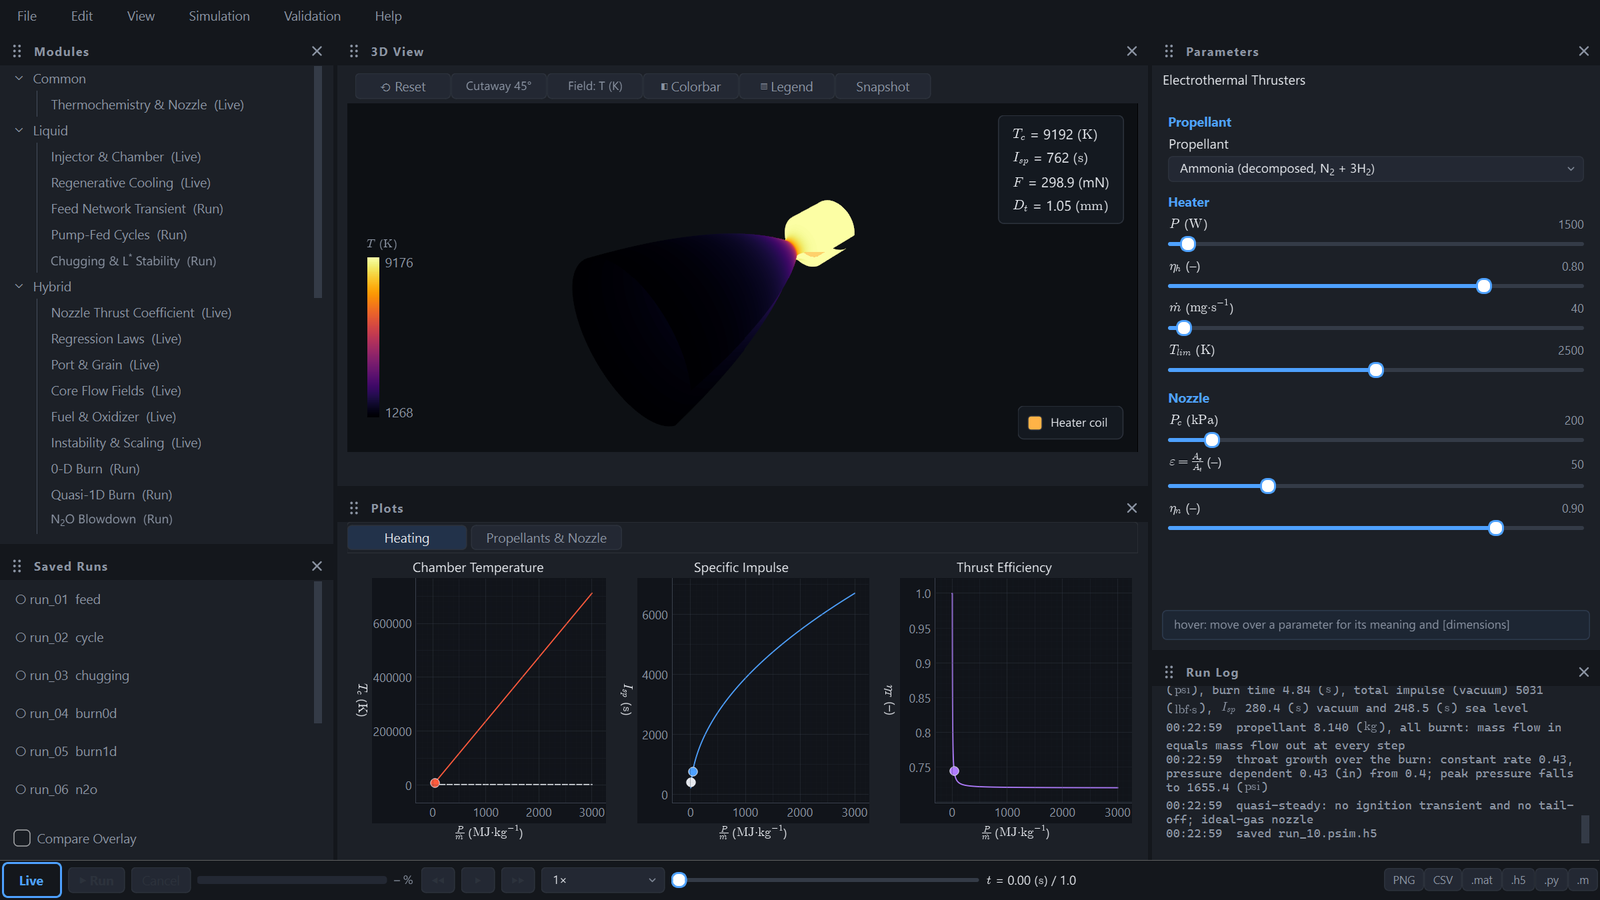 File Edit View Simulation Validation Help
Modules
Common
Thermochemistry & Nozzle (Live)
Liquid
Injector & Chamber (Live)
Regenerative Cooling (Live)
Feed Network Transient (Run)
Pump-Fed Cycles (Run)
Chugging & L* Stability (Run)
Hybrid
Nozzle Thrust Coefficient (Live)
Regression Laws (Live)
Port & Grain (Live)
Core Flow Fields (Live)
Fuel & Oxidizer (Live)
Instability & Scaling (Live)
0-D Burn (Run)
Quasi-1D Burn (Run)
N₂O Blowdown (Run)
Saved Runs
run_01 feed
run_02 cycle
run_03 chugging
run_04 burn0d
run_05 burn1d
run_06 n2o
Compare Overlay
3D View
Reset Cutaway 45° Field: T (K) Colorbar Legend Snapshot
T_c = 9192 (K)
I_sp = 762 (s)
F = 298.9 (mN)
D_t = 1.05 (mm)
T (K)
9176
1268
Heater coil
Plots
Heating Propellants & Nozzle
Chamber Temperature
T_c (K)
600000
400000
200000
0
0 1000 2000 3000
P/ṁ (MJ·kg⁻¹)
Specific Impulse
I_sp (s)
6000
4000
2000
0
0 1000 2000 3000
P/ṁ (MJ·kg⁻¹)
Thrust Efficiency
η_T (–)
1.0
0.95
0.9
0.85
0.8
0.75
0 1000 2000 3000
P/ṁ (MJ·kg⁻¹)
Parameters
Electrothermal Thrusters
Propellant
Propellant
Ammonia (decomposed, N₂ + 3H₂)
Heater
P (W) 1500
η_h (–) 0.80
ṁ (mg·s⁻¹) 40
T_lim (K) 2500
Nozzle
P_c (kPa) 200
ε = A_e/A_t (–) 50
η_n (–) 0.90
hover: move over a parameter for its meaning and [dimensions]
Run Log
(psi), burn time 4.84 (s), total impulse (vacuum) 5031
(lbf·s), I_sp 280.4 (s) vacuum and 248.5 (s) sea level
00:22:59 propellant 8.140 (kg), all burnt: mass flow in
equals mass flow out at every step
00:22:59 throat growth over the burn: constant rate 0.43,
pressure dependent 0.43 (in) from 0.4; peak pressure falls
to 1655.4 (psi)
00:22:59 quasi-steady: no ignition transient and no tail-
off; ideal-gas nozzle
00:22:59 saved run_10.psim.h5
Live Run Cancel – % 1× t = 0.00 (s) / 1.0 PNG CSV .mat .h5 .py .m